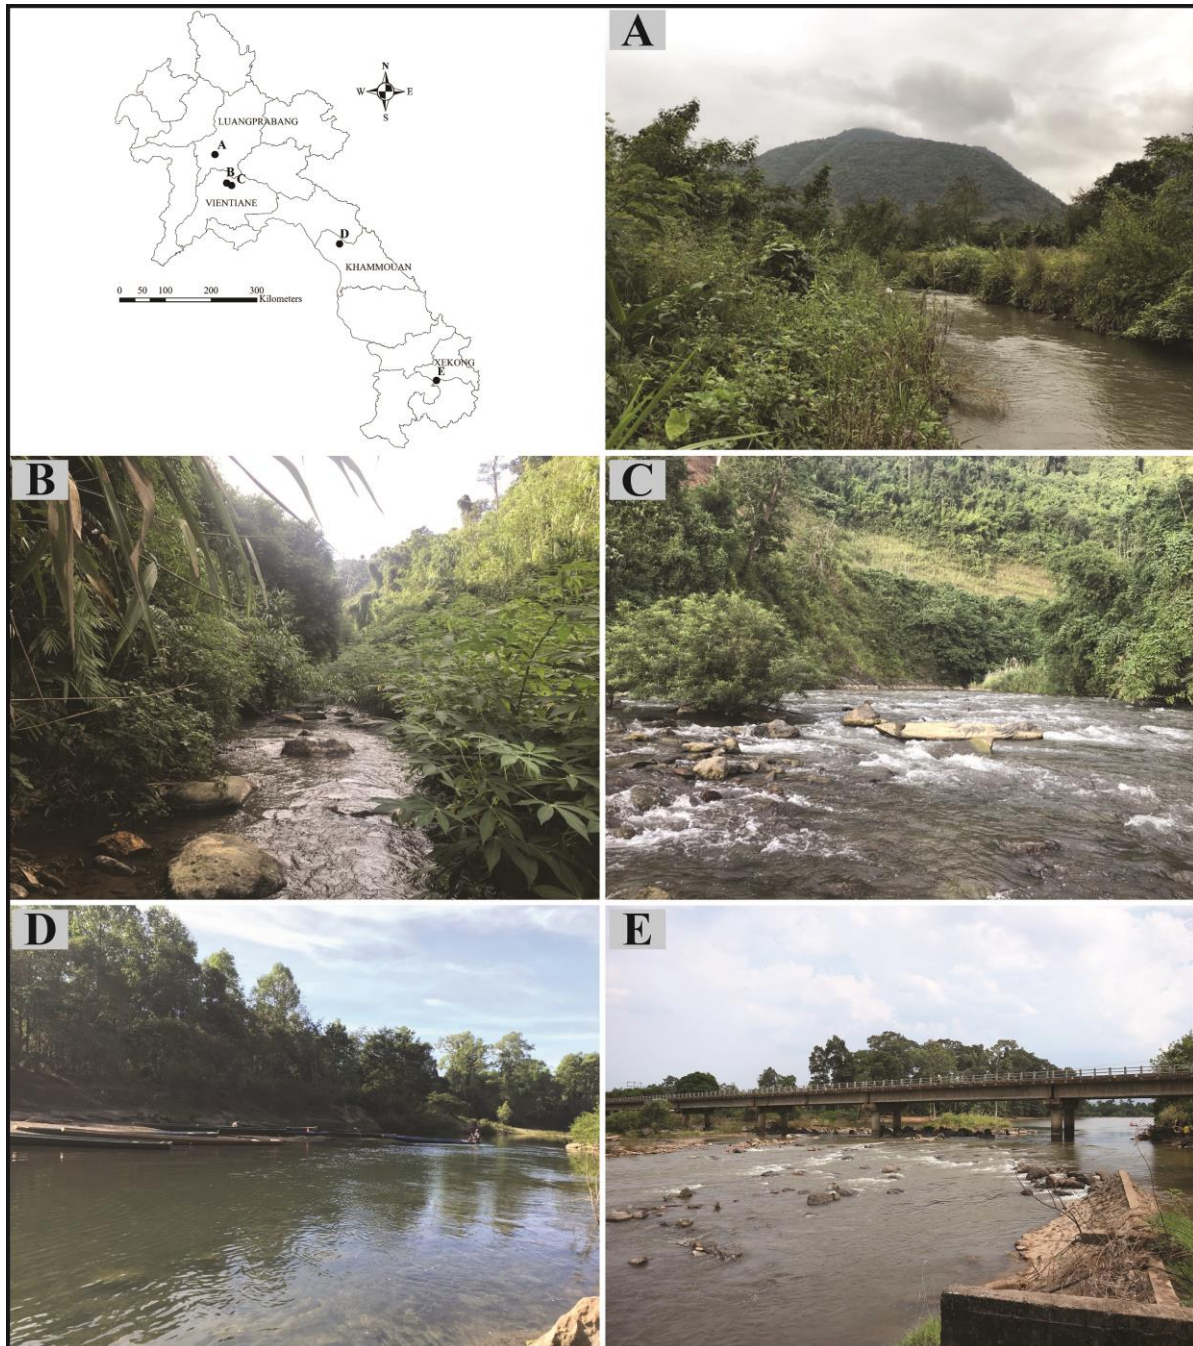 A
N
W E
S
LUANGPRABANG
A
B
C
VIENTIANE
D
KHAMMOUAN
0 50 100 200 300
Kilometers
XEKONG
E
B
C
D
E